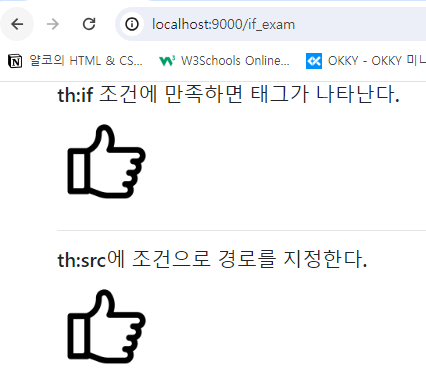 localhost:9000/if_exam
얄코의 HTML & CS...
W3Schools Online...
OKKY - OKKY 미니
th:if 조건에 만족하면 태그가 나타난다.
th:src에 조건으로 경로를 지정한다.